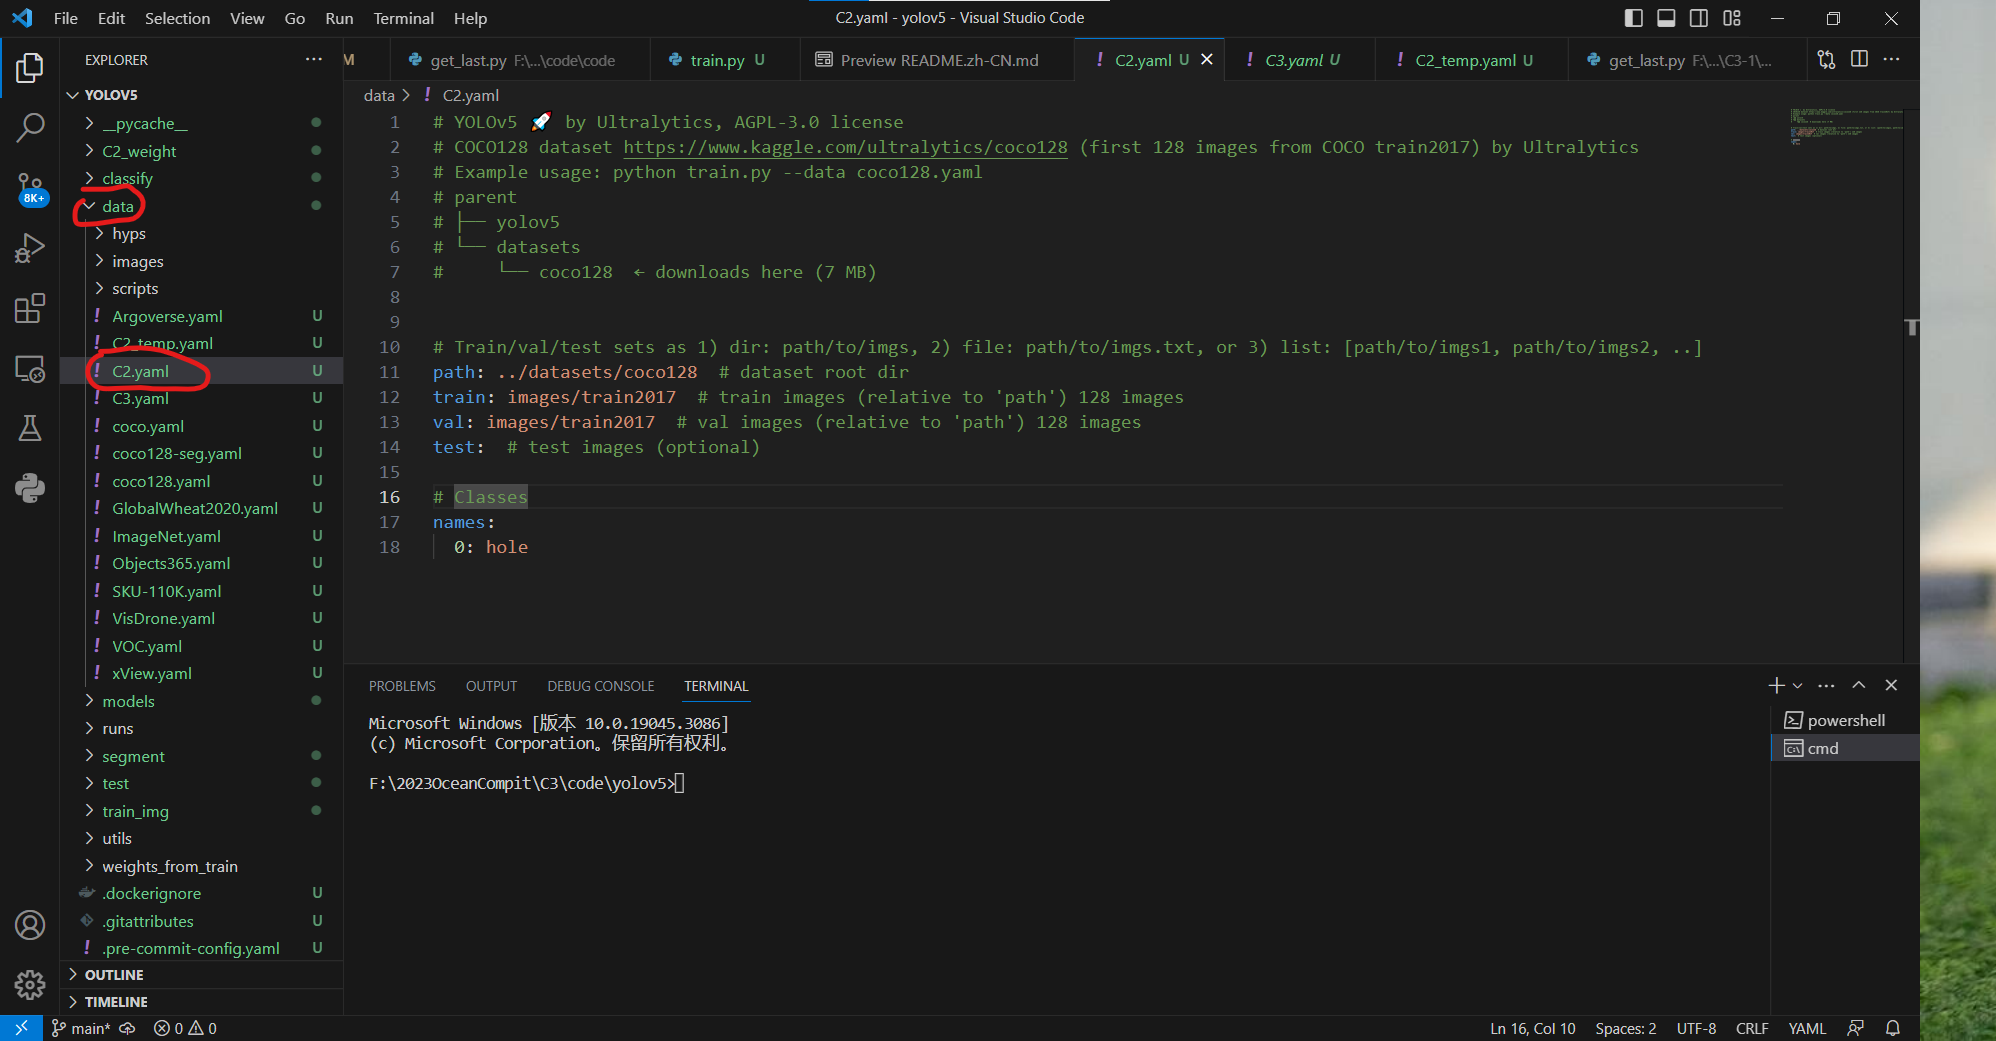 File Edit Selection View Go Run Terminal Help
C2.yaml - yolov5 - Visual Studio Code
EXPLORER
YOLOV5
__pycache__
C2_weight
classify
data
hyps
images
scripts
Argoverse.yaml U
C2_temp.yaml U
C2.yaml U
C3.yaml U
coco.yaml U
coco128-seg.yaml U
coco128.yaml U
GlobalWheat2020.yaml U
ImageNet.yaml U
Objects365.yaml U
SKU-110K.yaml U
VisDrone.yaml U
VOC.yaml U
xView.yaml U
models
runs
segment
test
train_img
utils
weights_from_train
.dockerignore U
.gitattributes U
.pre-commit-config.yaml U
OUTLINE
TIMELINE
8K+
M get_last.py F:\...\code\code train.py U Preview README.zh-CN.md C2.yaml U C3.yaml U C2_temp.yaml U get_last.py F:\...\C3-1\...
data > ! C2.yaml
1 # YOLOv5 🚀 by Ultralytics, AGPL-3.0 license
2 # COCO128 dataset https://www.kaggle.com/ultralytics/coco128 (first 128 images from COCO train2017) by Ultralytics
3 # Example usage: python train.py --data coco128.yaml
4 # parent
5 # ├── yolov5
6 # └── datasets
7 #     └── coco128  ← downloads here (7 MB)
8
9
10 # Train/val/test sets as 1) dir: path/to/imgs, 2) file: path/to/imgs.txt, or 3) list: [path/to/imgs1, path/to/imgs2, ..]
11 path: ../datasets/coco128  # dataset root dir
12 train: images/train2017  # train images (relative to 'path') 128 images
13 val: images/train2017  # val images (relative to 'path') 128 images
14 test:  # test images (optional)
15
16 # Classes
17 names:
18   0: hole
PROBLEMS OUTPUT DEBUG CONSOLE TERMINAL
Microsoft Windows [版本 10.0.19045.3086]
(c) Microsoft Corporation。保留所有权利。
F:\2023OceanCompit\C3\code\yolov5>
powershell
cmd
main* 0 0
Ln 16, Col 10 Spaces: 2 UTF-8 CRLF YAML